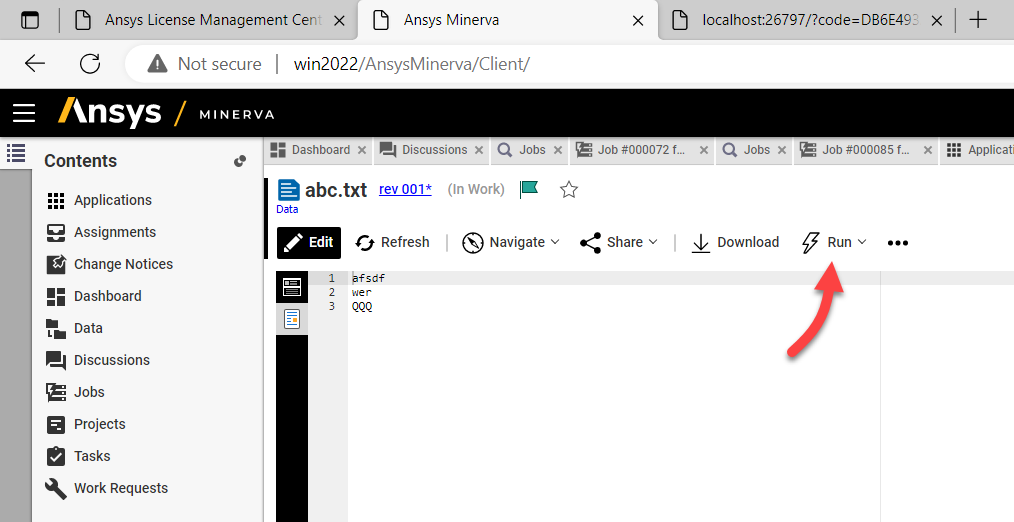 Ansys License Management Cent
Ansys Minerva
localhost:26797/?code=DB6E493
Not secure | win2022/AnsysMinerva/Client/
Ansys / MINERVA
Dashboard
Discussions
Jobs
Job #000072 f...
Jobs
Job #000085 f...
Applicati
Contents
Applications
Assignments
Change Notices
Dashboard
Data
Discussions
Jobs
Projects
Tasks
Work Requests
abc.txt rev 001* (In Work)
Data
Edit Refresh Navigate Share Download Run
1 afsdf
2 wer
3 QQQ